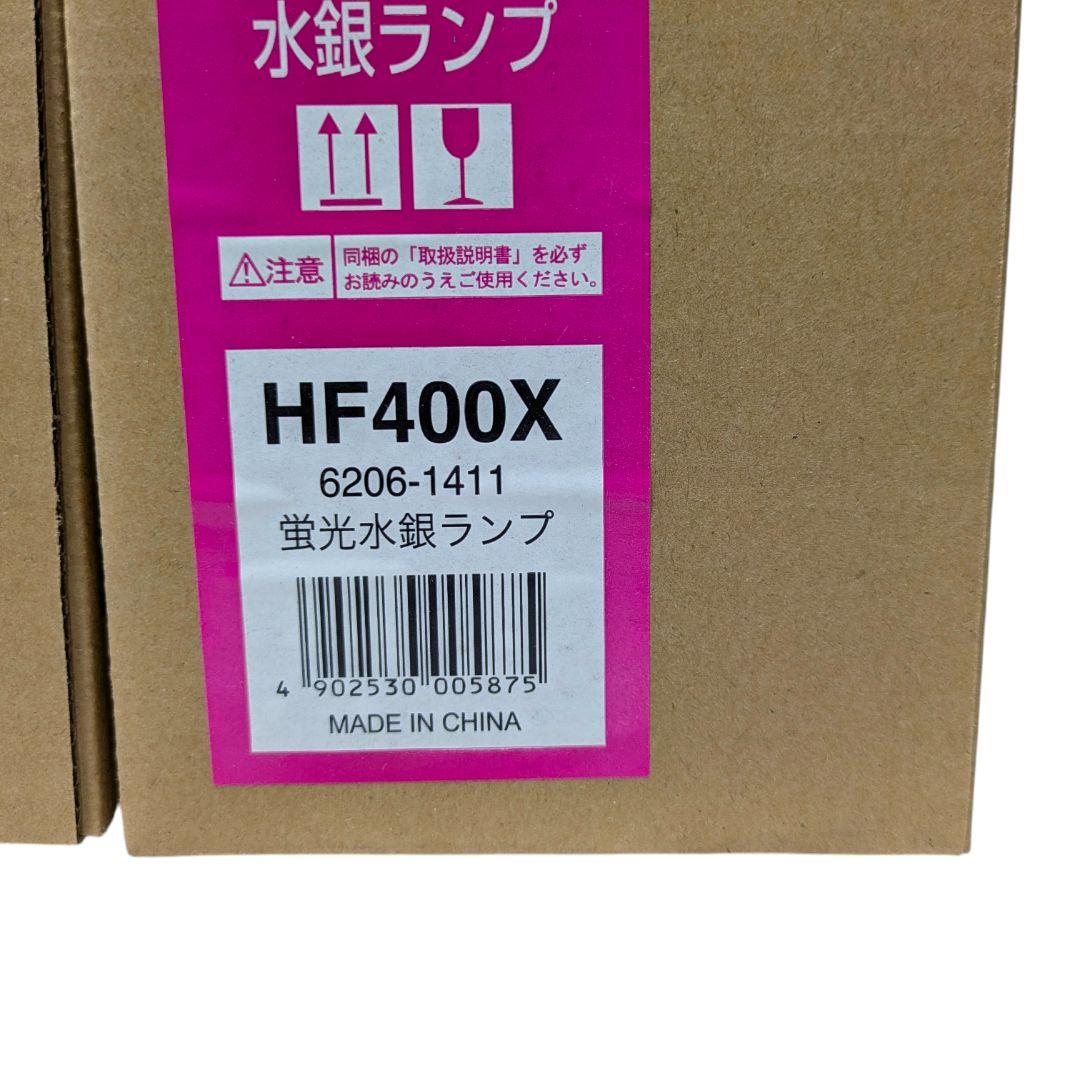 水銀ランプ
注意
同梱の「取扱説明書」を必ず
お読みのうえご使用ください。
HF400X
6206-1411
蛍光水銀ランプ
4 902530 005875
MADE IN CHINA